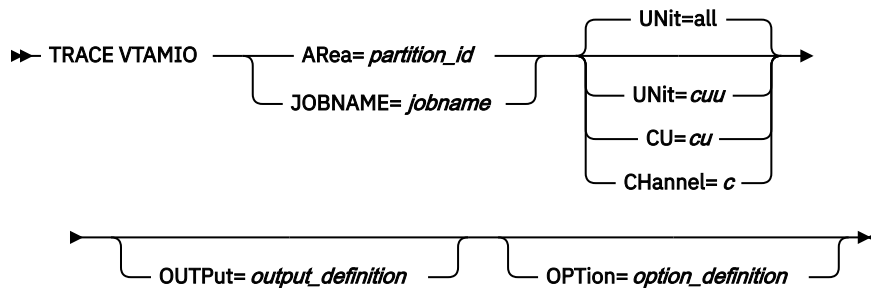 UNit=all
TRACE VTAMIO ARea= partition_id
JOBNAME= jobname
UNit=cuu
CU=cu
CHannel= c
OUTPut= output_definition OPTion= option_definition